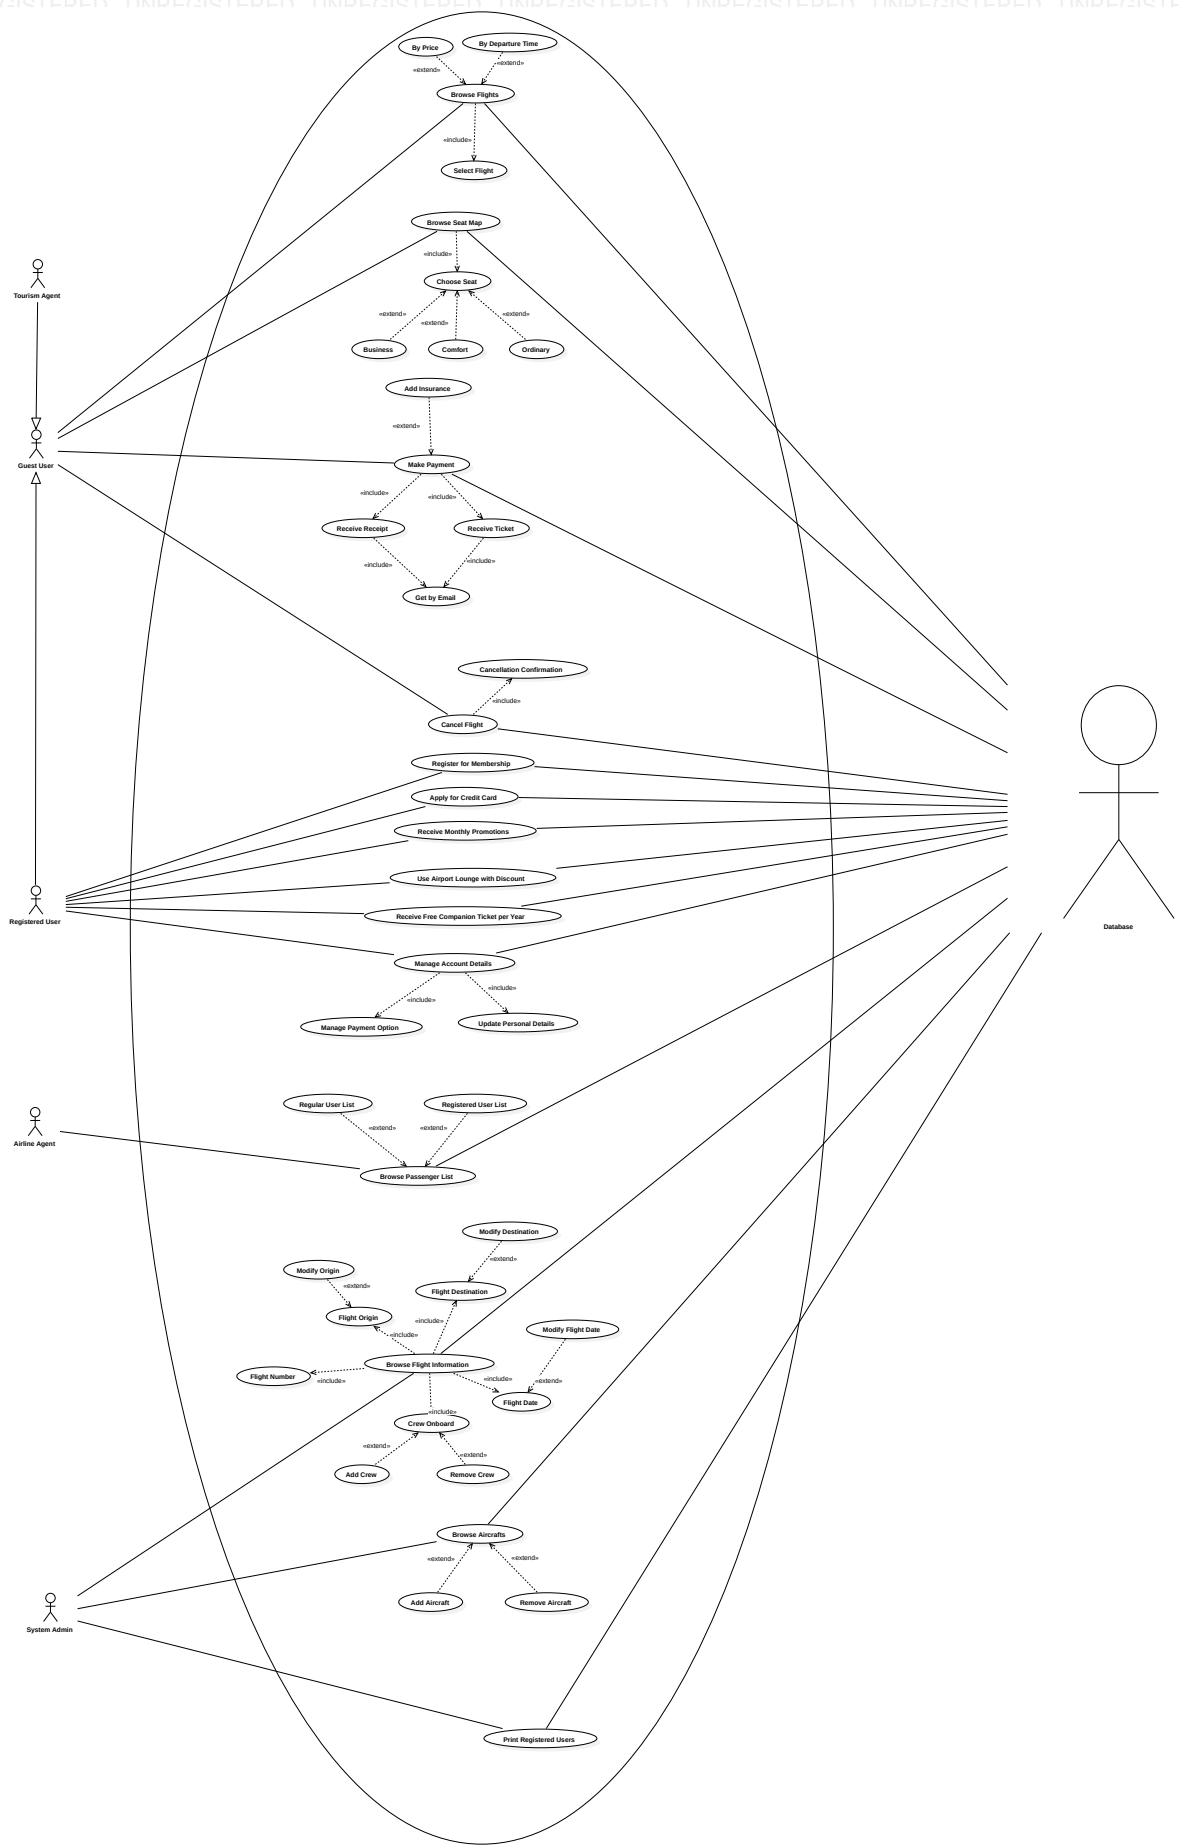 UNREGISTERED UNREGISTERED UNREGISTERED UNREGISTERED UNREGISTERED
By Price
By Departure Time
«extend»
«extend»
Browse Flights
«include»
Select Flight
Browse Seat Map
«include»
Choose Seat
Tourism Agent
«extend»
«extend»
«extend»
Business
Comfort
Ordinary
Add Insurance
«extend»
Make Payment
Guest User
«include»
«include»
Receive Receipt
Receive Ticket
«include»
«include»
Get by Email
Cancellation Confirmation
«include»
Cancel Flight
Register for Membership
Apply for Credit Card
Receive Monthly Promotions
Use Airport Lounge with Discount
Receive Free Companion Ticket per Year
Registered User
Database
Manage Account Details
«include»
«include»
Manage Payment Option
Update Personal Details
Regular User List
Registered User List
«extend»
«extend»
Airline Agent
Browse Passenger List
Modify Destination
«extend»
Modify Origin
«extend»
Flight Destination
Flight Origin
«include»
«include»
Modify Flight Date
Browse Flight Information
Flight Number
«include»
«include»
«extend»
Flight Date
«include»
Crew Onboard
«extend»
«extend»
Add Crew
Remove Crew
Browse Aircrafts
«extend»
«extend»
Add Aircraft
Remove Aircraft
System Admin
Print Registered Users